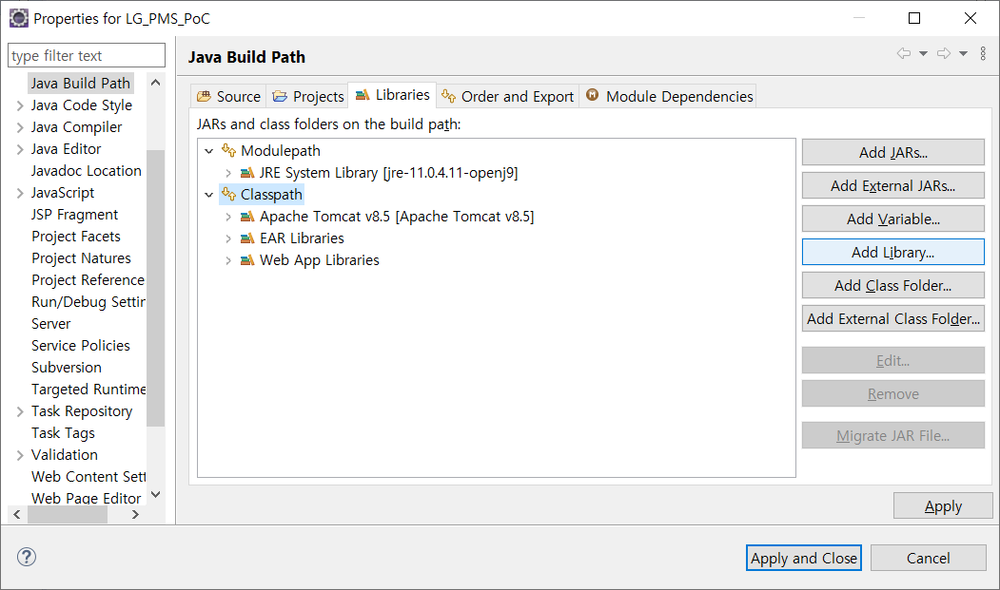 Properties for LG_PMS_PoC
type filter text
Java Build Path
Java Code Style
Java Compiler
Java Editor
Javadoc Location
JavaScript
JSP Fragment
Project Facets
Project Natures
Project Reference
Run/Debug Settin
Server
Service Policies
Subversion
Targeted Runtime
Task Repository
Task Tags
Validation
Web Content Sett
Web Page Editor
Java Build Path
Source Projects Libraries Order and Export Module Dependencies
JARs and class folders on the build path:
Modulepath
JRE System Library [jre-11.0.4.11-openj9]
Classpath
Apache Tomcat v8.5 [Apache Tomcat v8.5]
EAR Libraries
Web App Libraries
Add JARs...
Add External JARs...
Add Variable...
Add Library...
Add Class Folder...
Add External Class Folder...
Edit...
Remove
Migrate JAR File...
Apply
Apply and Close
Cancel